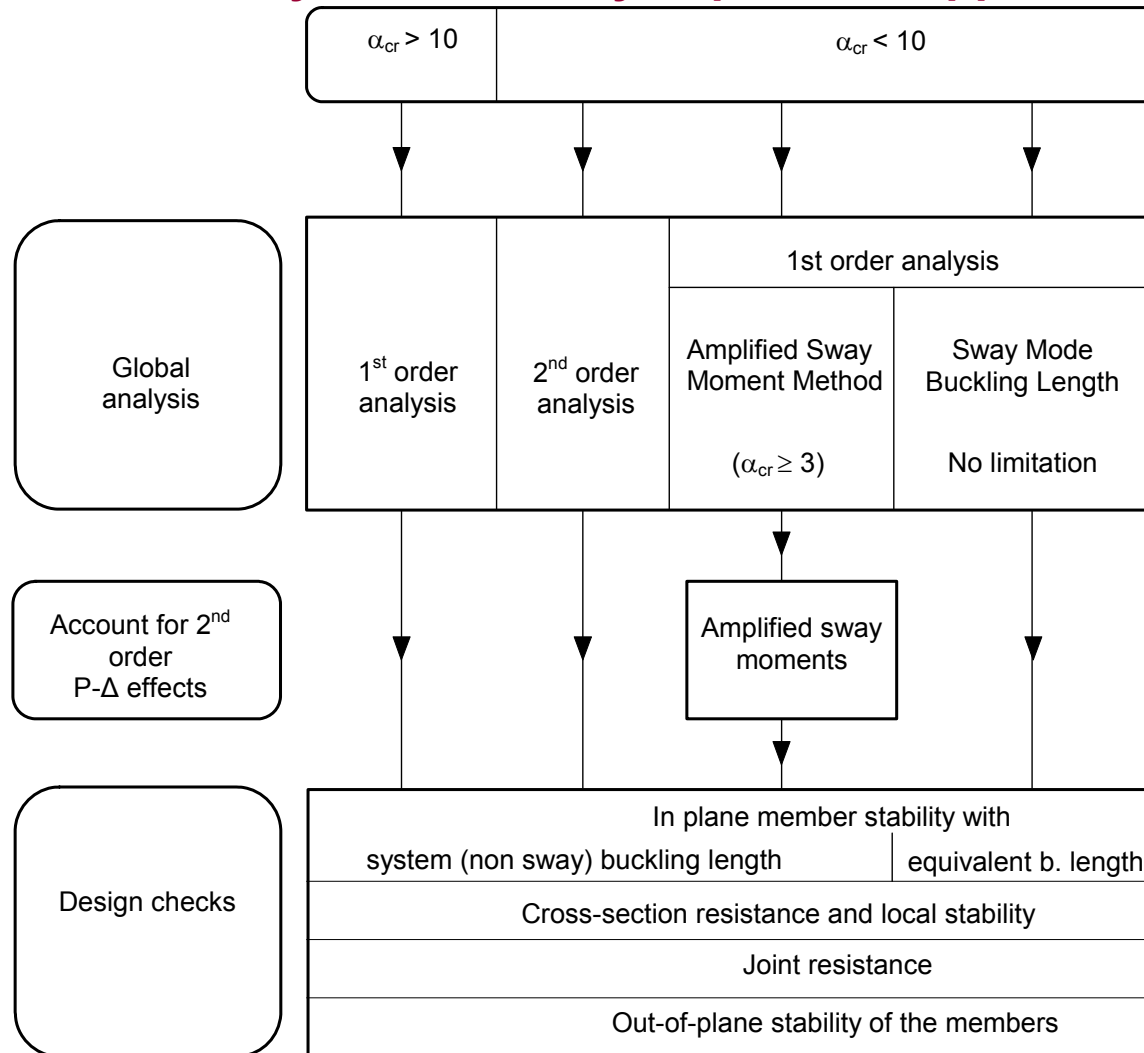 α_cr > 10
α_cr < 10
Global
analysis
1st order
analysis
2nd order
analysis
1st order analysis
Amplified Sway
Moment Method
(α_cr ≥ 3)
Sway Mode
Buckling Length
No limitation
Account for 2nd
order
P-Δ effects
Amplified sway
moments
Design checks
In plane member stability with
system (non sway) buckling length
equivalent b. length
Cross-section resistance and local stability
Joint resistance
Out-of-plane stability of the members